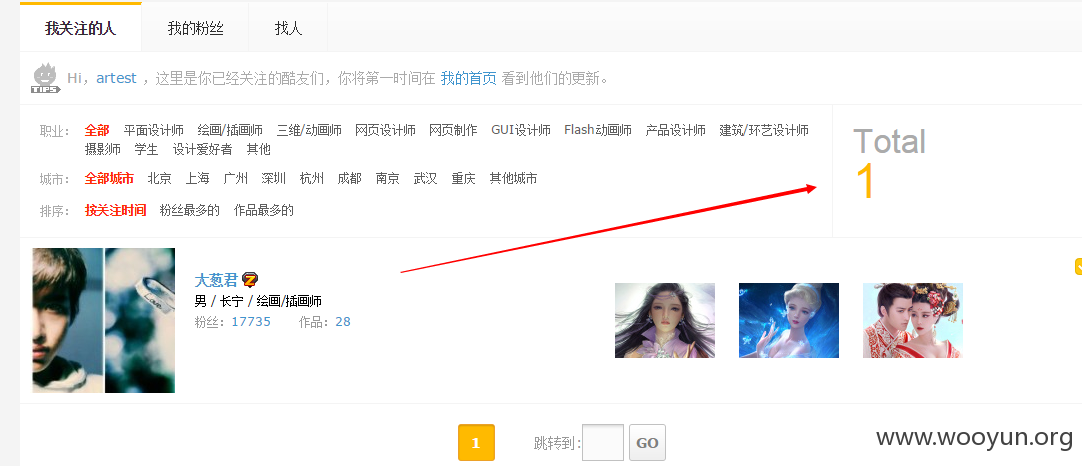 我关注的人 我的粉丝 找人
TIPS Hi，artest ，这里是你已经关注的酷友们，你将第一时间在 我的首页 看到他们的更新。
职业： 全部 平面设计师 绘画/插画师 三维/动画师 网页设计师 网页制作 GUI设计师 Flash动画师 产品设计师 建筑/环艺设计师
摄影师 学生 设计爱好者 其他
城市： 全部城市 北京 上海 广州 深圳 杭州 成都 南京 武汉 重庆 其他城市
排序： 按关注时间 粉丝最多的 作品最多的
Total
1
大葱君 Z
男 / 长宁 / 绘画/插画师
粉丝：17735 作品：28
Love
1 跳转到: GO
www.wooyun.org